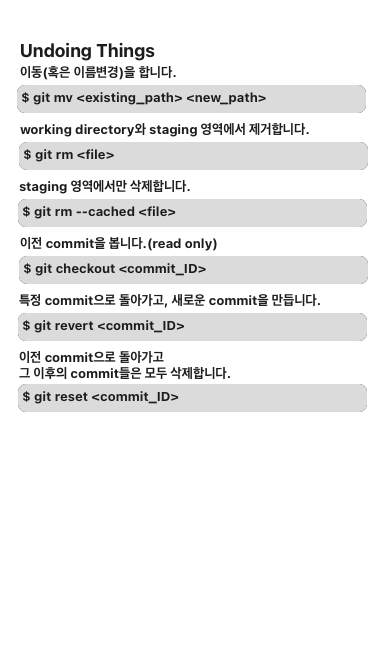 Undoing Things
이동(혹은 이름변경)을 합니다.
$ git mv <existing_path> <new_path>
working directory와 staging 영역에서 제거합니다.
$ git rm <file>
staging 영역에서만 삭제합니다.
$ git rm --cached <file>
이전 commit을 봅니다.(read only)
$ git checkout <commit_ID>
특정 commit으로 돌아가고, 새로운 commit을 만듭니다.
$ git revert <commit_ID>
이전 commit으로 돌아가고
그 이후의 commit들은 모두 삭제합니다.
$ git reset <commit_ID>